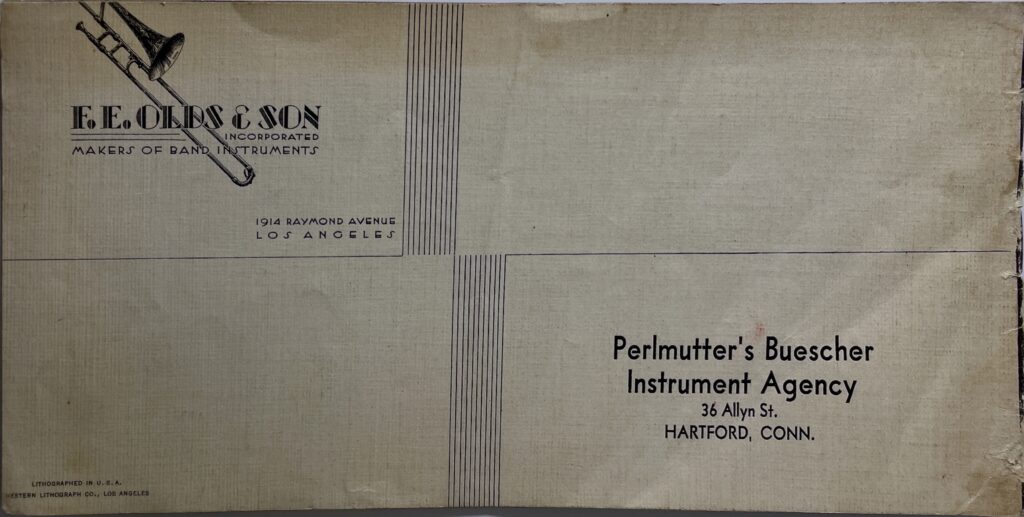 F. E. OLDS & SON
INCORPORATED
MAKERS OF BAND INSTRUMENTS
1914 RAYMOND AVENUE
LOS ANGELES
Perlmutter's Buescher
Instrument Agency
36 Allyn St.
HARTFORD, CONN.
LITHOGRAPHED IN U.S.A.
WESTERN LITHOGRAPH CO., LOS ANGELES